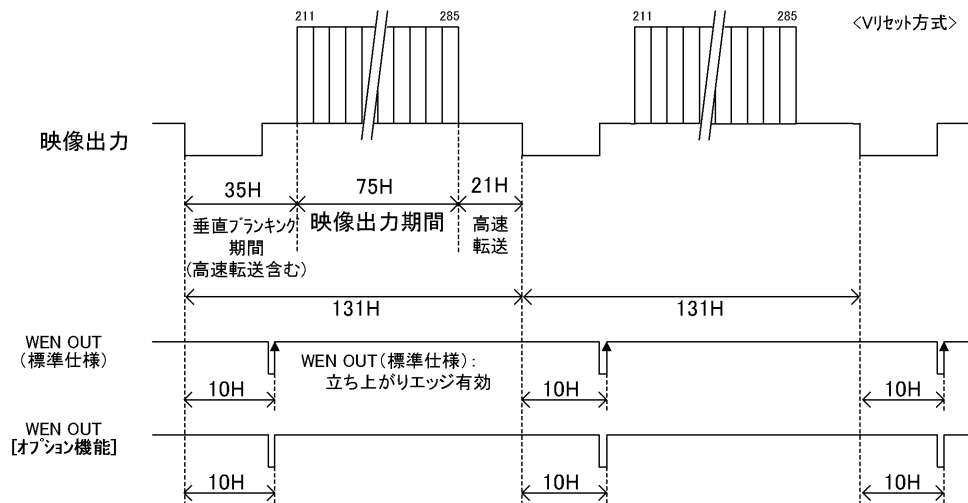 211 285 211 285 <Vリセット方式>
映像出力
35H 75H 21H
垂直ブランキング
期間
(高速転送含む)
映像出力期間
高速
転送
131H 131H
WEN OUT
(標準仕様)
WEN OUT(標準仕様):
立ち上がりエッジ有効
10H 10H 10H
WEN OUT
[オプション機能]
10H 10H 10H